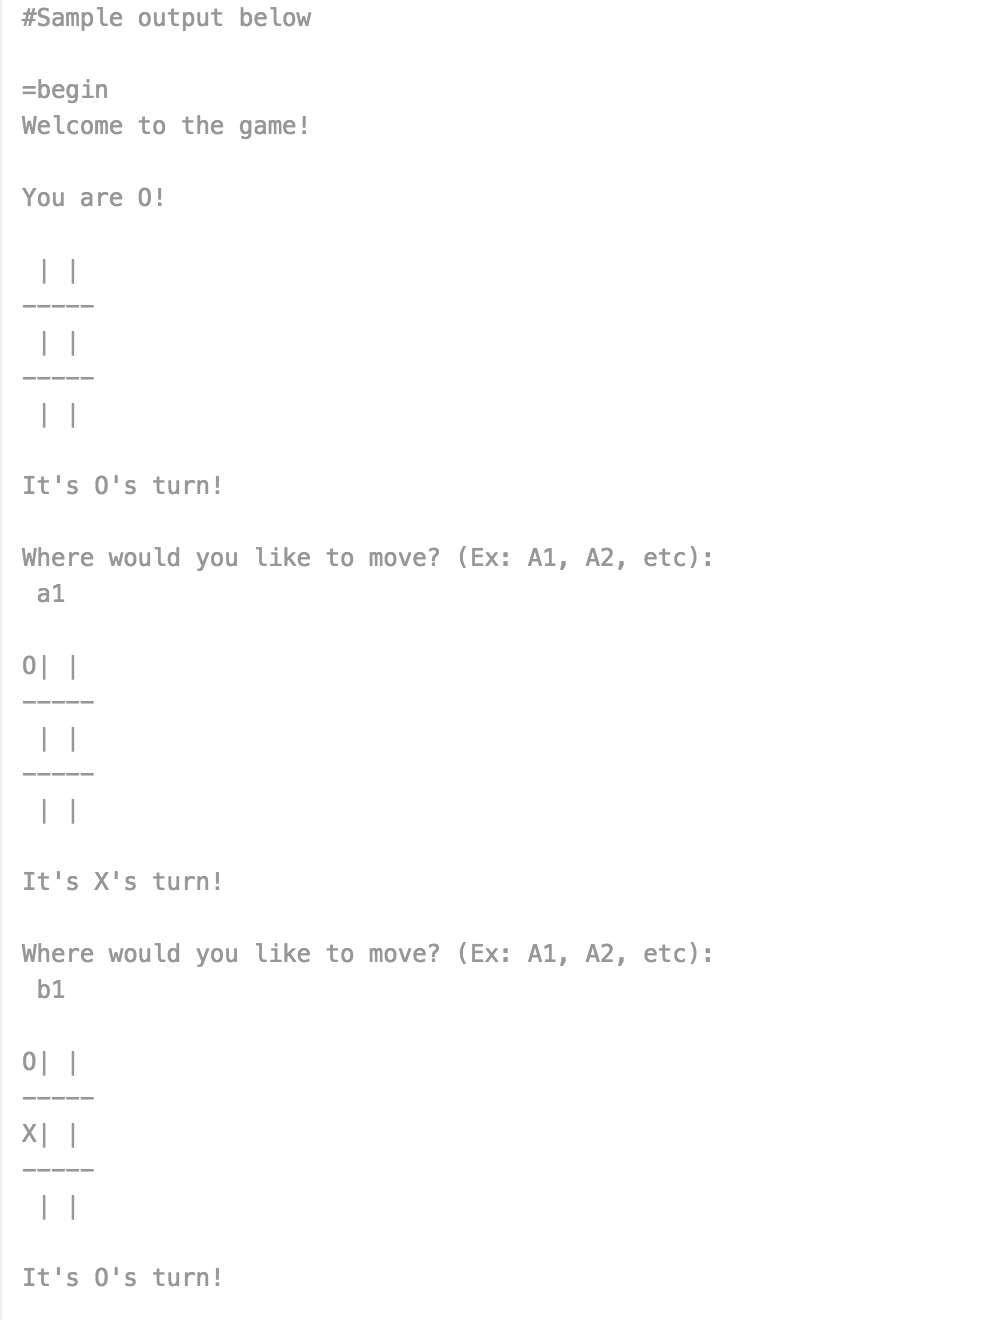 #Sample output below
=begin
Welcome to the game!
You are O!
 | |
-----
 | |
-----
 | |
It's O's turn!
Where would you like to move? (Ex: A1, A2, etc):
 a1
O| |
-----
 | |
-----
 | |
It's X's turn!
Where would you like to move? (Ex: A1, A2, etc):
 b1
O| |
-----
X| |
-----
 | |
It's O's turn!